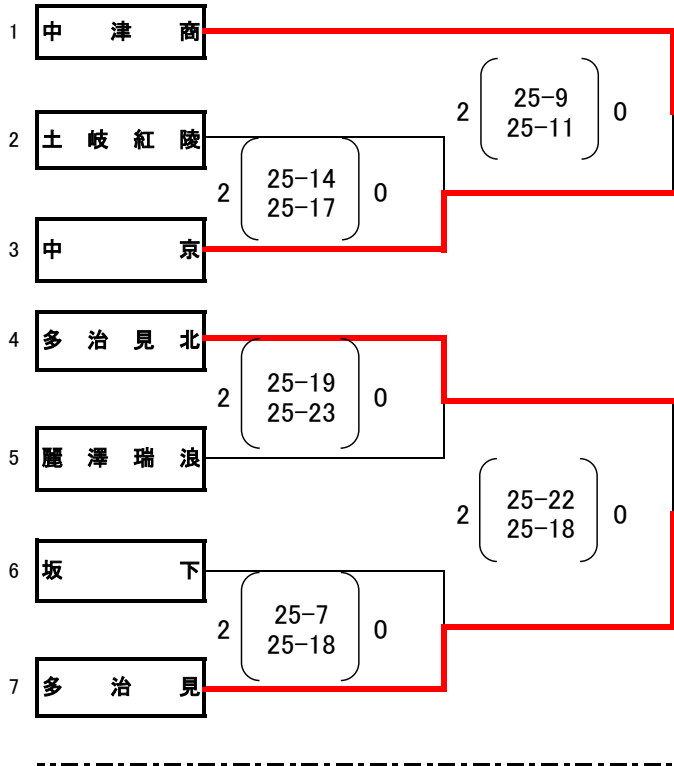 1 中津商
2 25-9 0
25-11
2 土岐紅陵
2 25-14 0
25-17
3 中京
4 多治見北
2 25-19 0
25-23
5 麗澤瑞浪
2 25-22 0
25-18
6 坂下
2 25-7 0
25-18
7 多治見